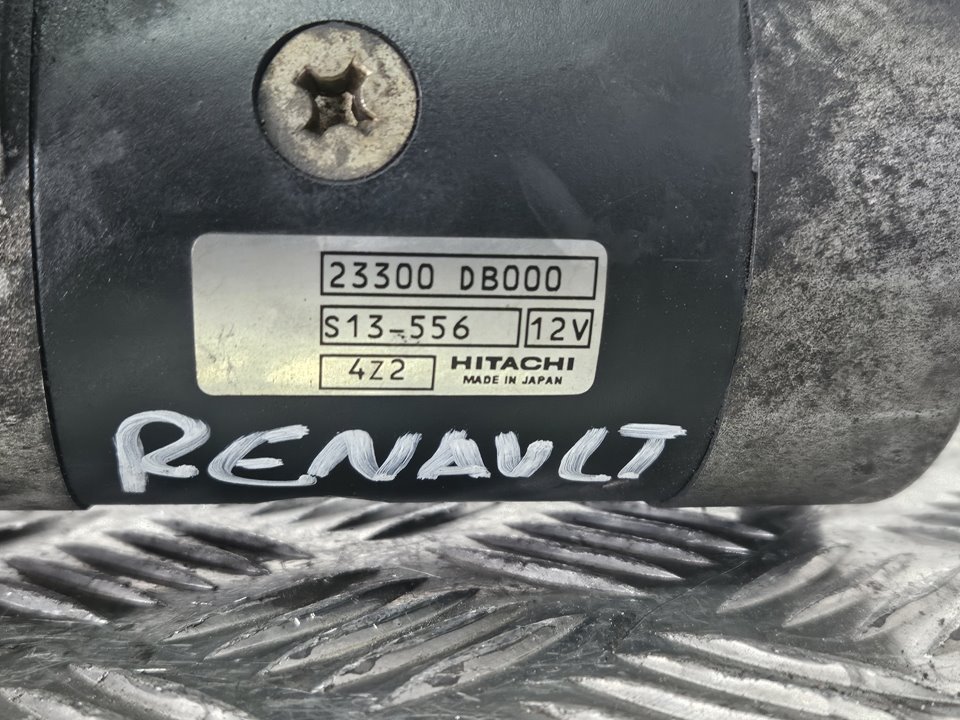 23300 DB000
S13-556 12V
4Z2 HITACHI
MADE IN JAPAN
RENAULT